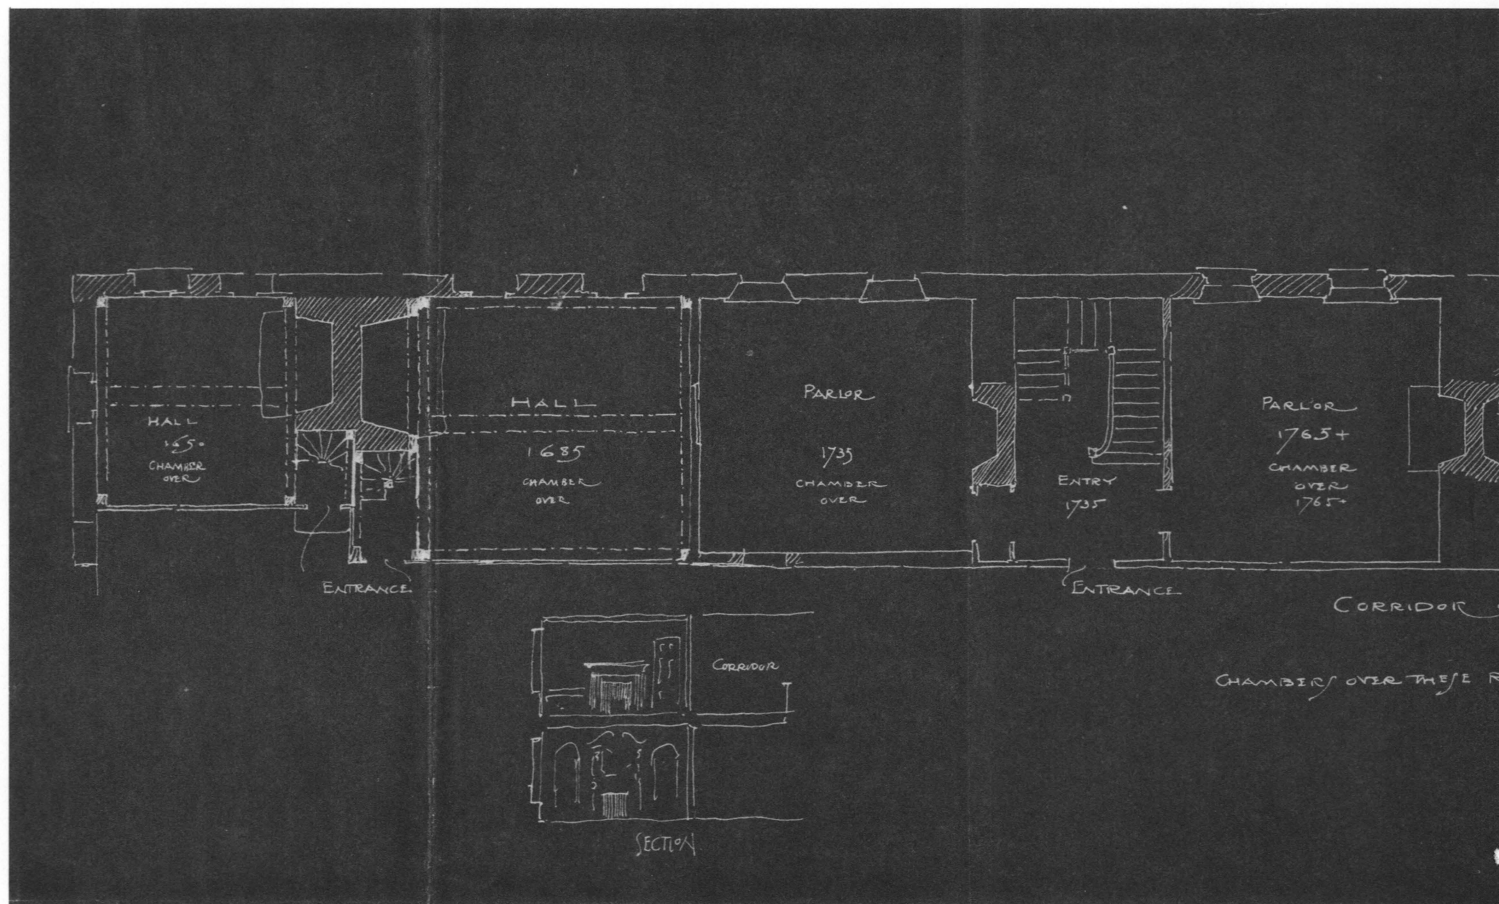 HALL
1650
CHAMBER
OVER
HALL
1685
CHAMBER
OVER
PARLOR
1735
CHAMBER
OVER
ENTRY
1735
PARLOR
1765+
CHAMBER
OVER
1765+
ENTRANCE
ENTRANCE
CORRIDOR
CHAMBERS OVER THESE R
CORRIDOR
SECTION